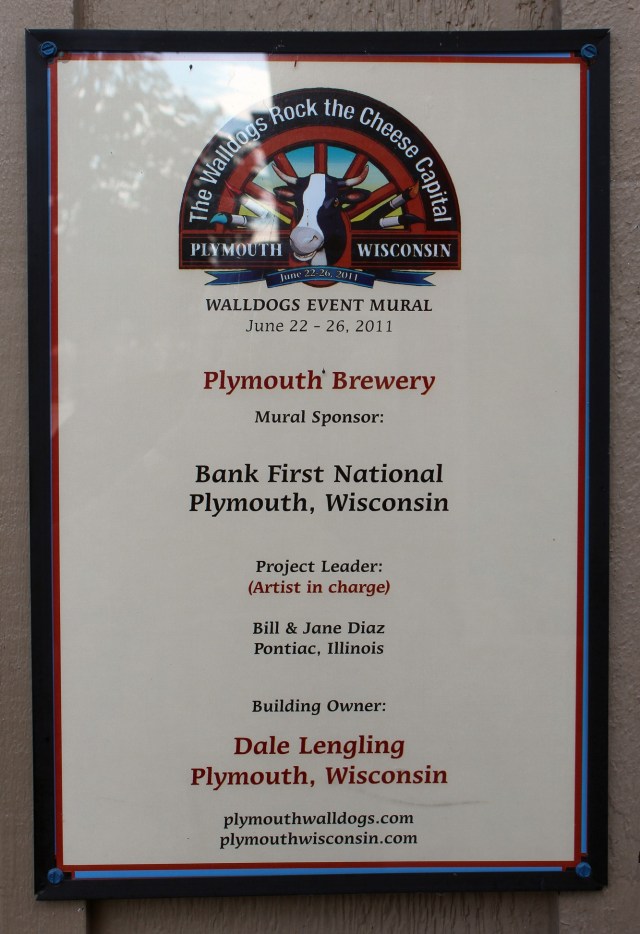 The Walldogs Rock the Cheese Capital
PLYMOUTH WISCONSIN
June 22-26, 2011
WALLDOGS EVENT MURAL
June 22 - 26, 2011
Plymouth Brewery
Mural Sponsor:
Bank First National
Plymouth, Wisconsin
Project Leader:
(Artist in charge)
Bill & Jane Diaz
Pontiac, Illinois
Building Owner:
Dale Lengling
Plymouth, Wisconsin
plymouthwalldogs.com
plymouthwisconsin.com